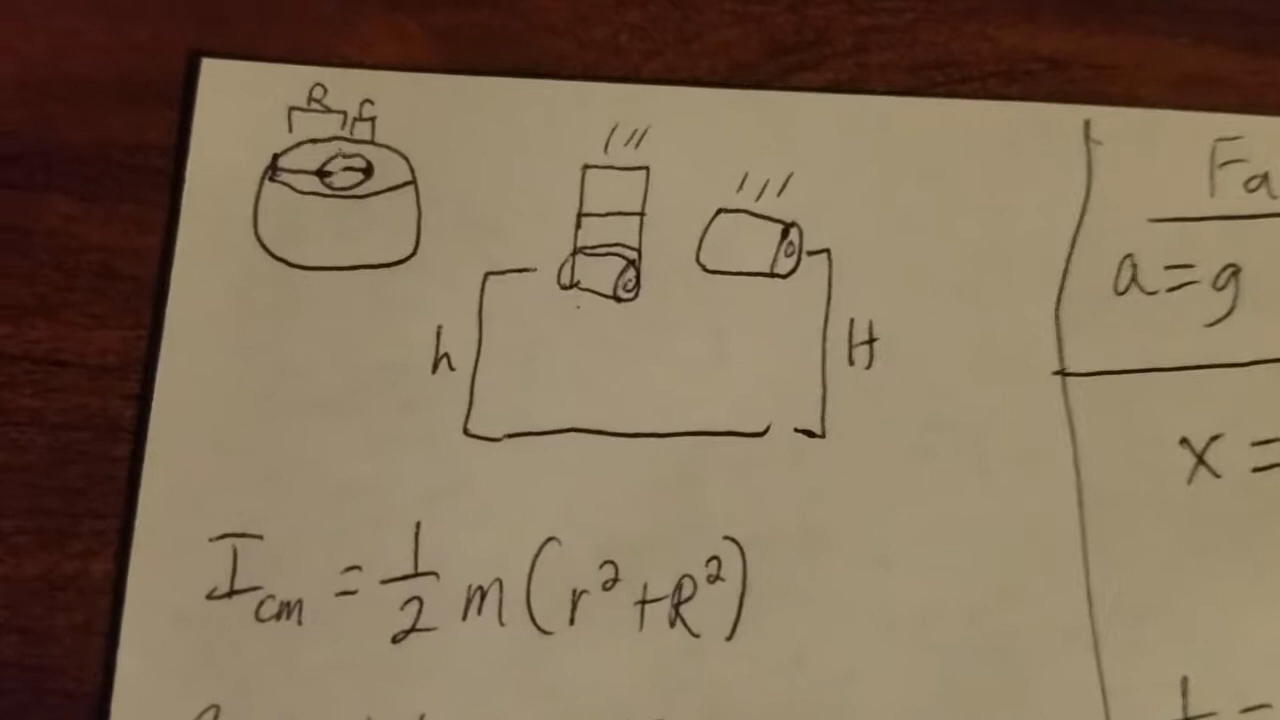 R r
h
H
I_cm = 1/2 m (r² + R²)
Fa
a = g
x =